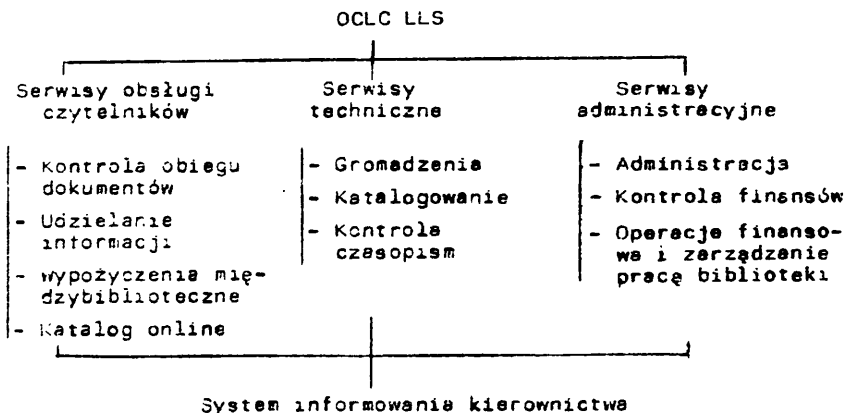 OCLC LLS
Serwisy obsługi
czytelników
- Kontrola obiegu
dokumentów
- Udzielanie
informacji
- Wypożyczenia mię-
dzybiblioteczne
- Katalog online
Serwisy
techniczne
- Gromadzenia
- Katalogowanie
- Kontrola
czasopism
Serwisy
administracyjne
- Administracja
- Kontrola finansów
- Operacje finanso-
we i zarządzanie
pracę biblioteki
System informowania kierownictwa